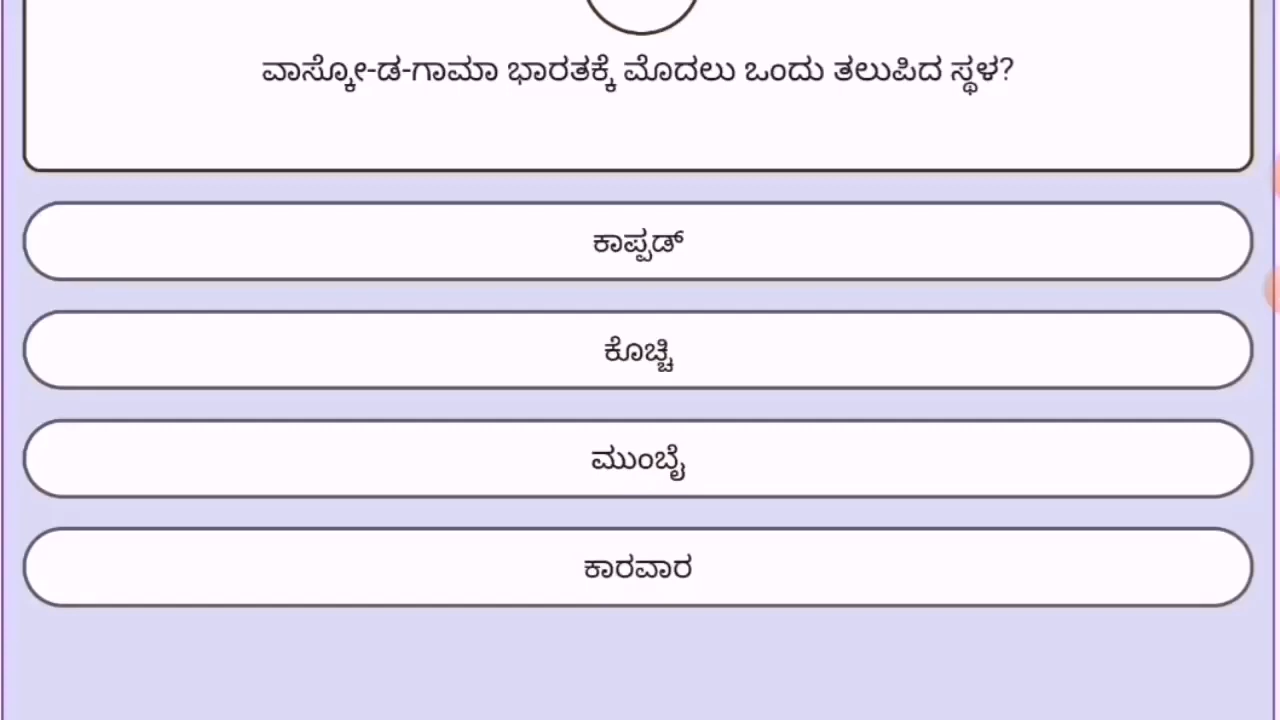 ವಾಸ್ಕೋ-ಡ-ಗಾಮಾ ಭಾರತಕ್ಕೆ ಮೊದಲು ಒಂದು ತಲುಪಿದ ಸ್ಥಳ?
ಕಾಪ್ಪಡ್
ಕೊಚ್ಚಿ
ಮುಂಬೈ
ಕಾರವಾರ